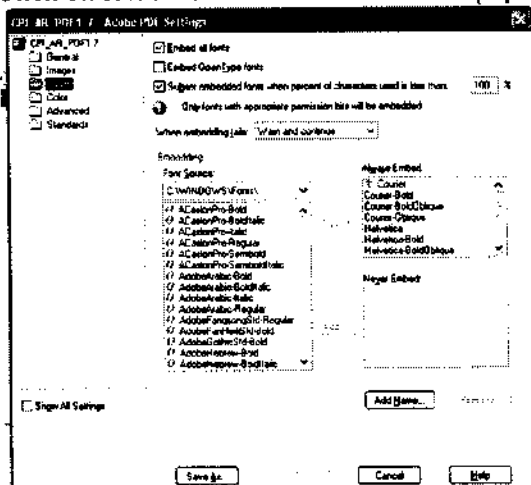 CPI_AR_PDF1.7 Adobe PDF Settings
CPI_AR_PDF1.7
General
Images
Color
Advanced
Standards
Embed all fonts
Embed OpenType fonts
Subset embedded fonts when percent of characters used is less than: 100 %
Only fonts with appropriate permission bits will be embedded
When embedding fails: Warn and continue
Embedding
Font Source:
C:\WINDOWS\Fonts\
ACaslonPro-Bold
ACaslonPro-BoldItalic
ACaslonPro-Italic
ACaslonPro-Regular
ACaslonPro-Semibold
ACaslonPro-SemiboldItalic
AdobeArabic-Bold
AdobeArabic-BoldItalic
AdobeArabic-Italic
AdobeArabic-Regular
AdobeFangsongStd-Regular
AdobeFanHeitiStd-Bold
AdobeGothicStd-Bold
AdobeHebrew-Bold
AdobeHebrew-BoldItalic
Always Embed:
Courier
Courier-Bold
Courier-BoldOblique
Courier-Oblique
Helvetica
Helvetica-Bold
Helvetica-BoldOblique
Never Embed:
Add Name...
Show All Settings
Save As...
Cancel
Help